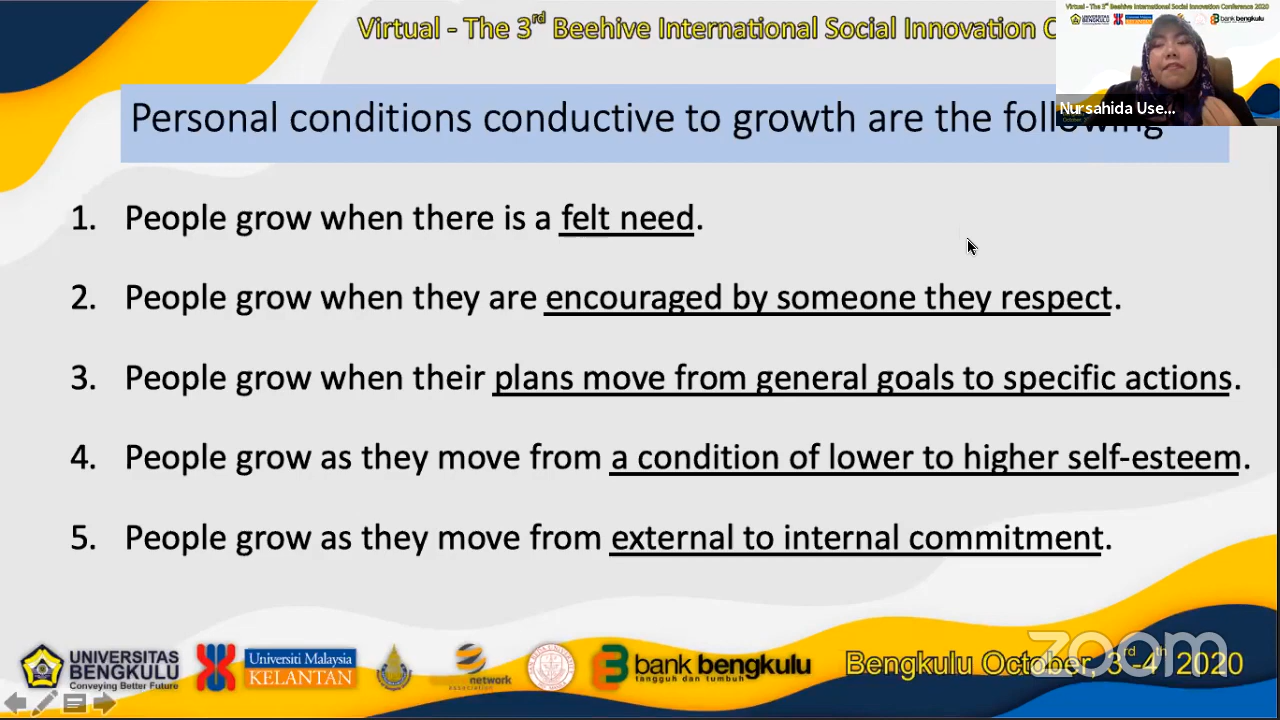 Virtual - The 3rd Beehive International Social Innovation
Virtual - The 3rd Beehive International Social Innovation Conference 2020
UNIVERSITAS BENGKULU
bank bengkulu
Nursahida Use...
Personal conditions conductive to growth are the following
1. People grow when there is a felt need.
2. People grow when they are encouraged by someone they respect.
3. People grow when their plans move from general goals to specific actions.
4. People grow as they move from a condition of lower to higher self-esteem.
5. People grow as they move from external to internal commitment.
UNIVERSITAS
BENGKULU
Conveying Better Future
Universiti Malaysia
KELANTAN
network
association
bank bengkulu
tangguh dan tumbuh
Bengkulu October, 3rd-4th 2020
zoom